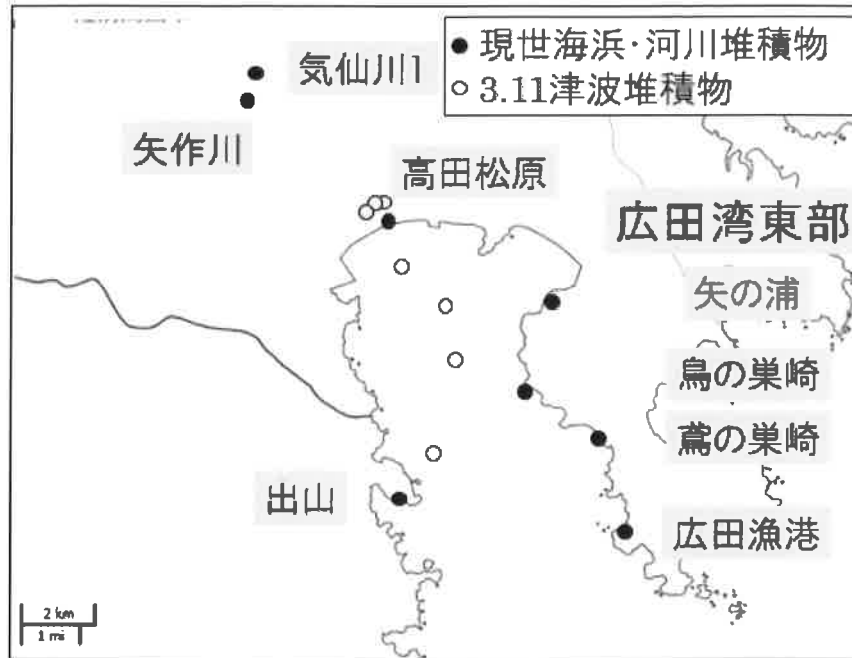 ● 現世海浜・河川堆積物
○ 3.11津波堆積物
気仙川1
矢作川
高田松原
広田湾東部
矢の浦
鳥の巣崎
鳶の巣崎
出山
広田漁港
2 km
1 mi